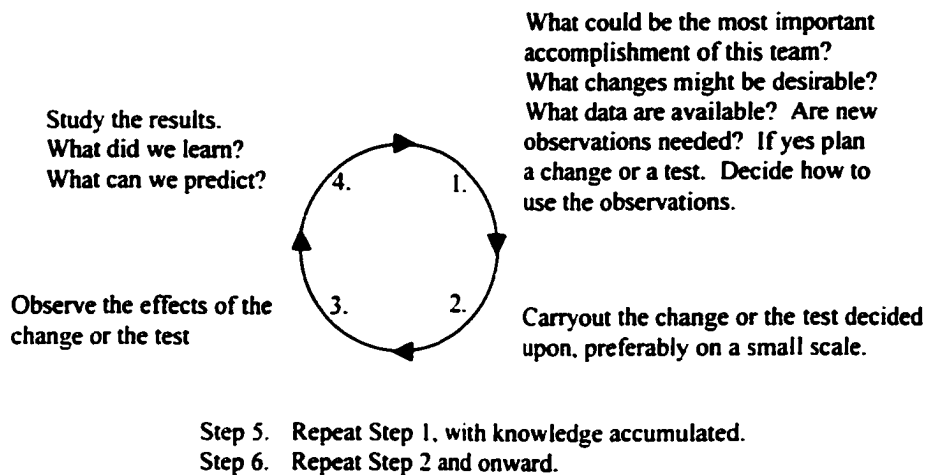 What could be the most important
accomplishment of this team?
What changes might be desirable?
What data are available? Are new
observations needed? If yes plan
a change or a test. Decide how to
use the observations.
Study the results.
What did we learn?
What can we predict?
4.
1.
3.
2.
Observe the effects of the
change or the test
Carryout the change or the test decided
upon, preferably on a small scale.
Step 5. Repeat Step 1, with knowledge accumulated.
Step 6. Repeat Step 2 and onward.